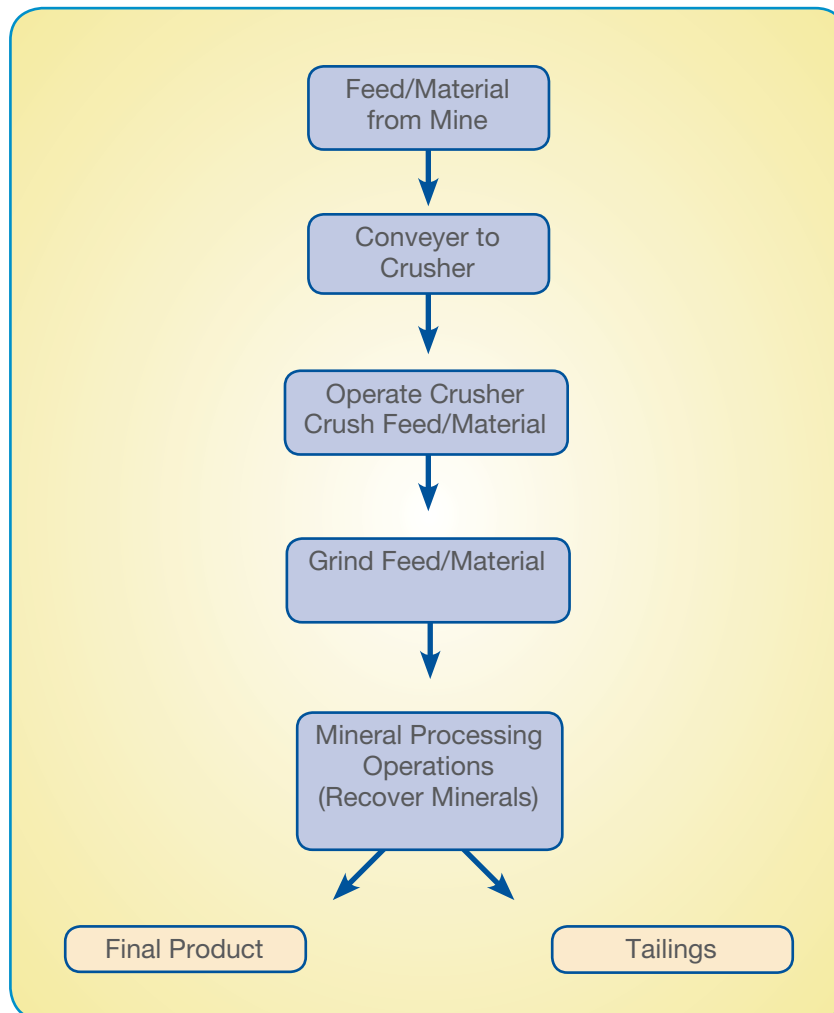 Feed/Material
from Mine
Conveyer to
Crusher
Operate Crusher
Crush Feed/Material
Grind Feed/Material
Mineral Processing
Operations
(Recover Minerals)
Final Product
Tailings